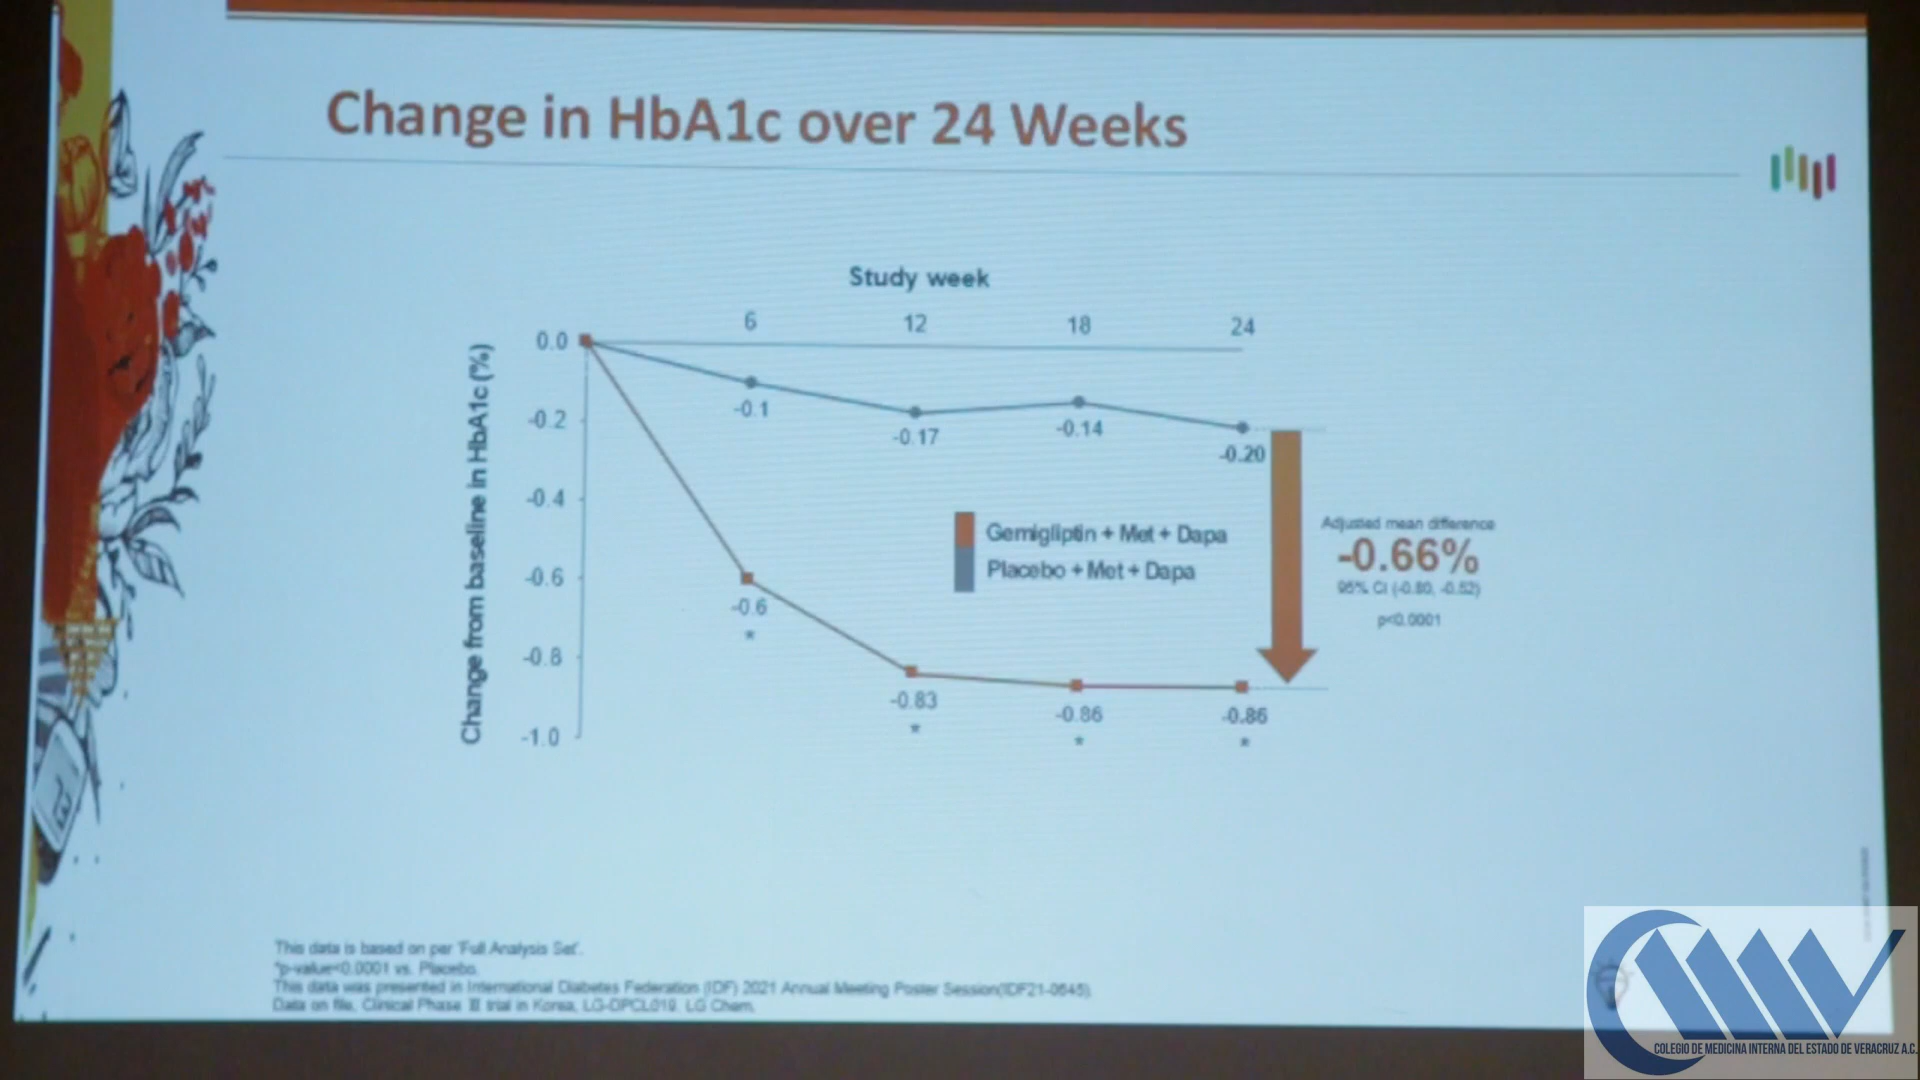 Change in HbA1c over 24 Weeks
Study week
6 12 18 24
Change from baseline in HbA1c (%)
0.0
-0.2
-0.4
-0.6
-0.8
-1.0
-0.1
-0.17
-0.14
-0.20
-0.6
*
-0.83
*
-0.86
*
-0.86
*
Gemigliptin + Met + Dapa
Placebo + Met + Dapa
Adjusted mean difference
-0.66%
95% CI (-0.80, -0.52)
p<0.0001
This data is based on per 'Full Analysis Set'.
*p-value<0.0001 vs. Placebo.
This data was presented in International Diabetes Federation (IDF) 2021 Annual Meeting Poster Session(IDF21-0645).
Data on file, Clinical Phase III trial in Korea, LG-DPCL019. LG Chem.
COLEGIO DE MEDICINA INTERNA DEL ESTADO DE VERACRUZ A.C.